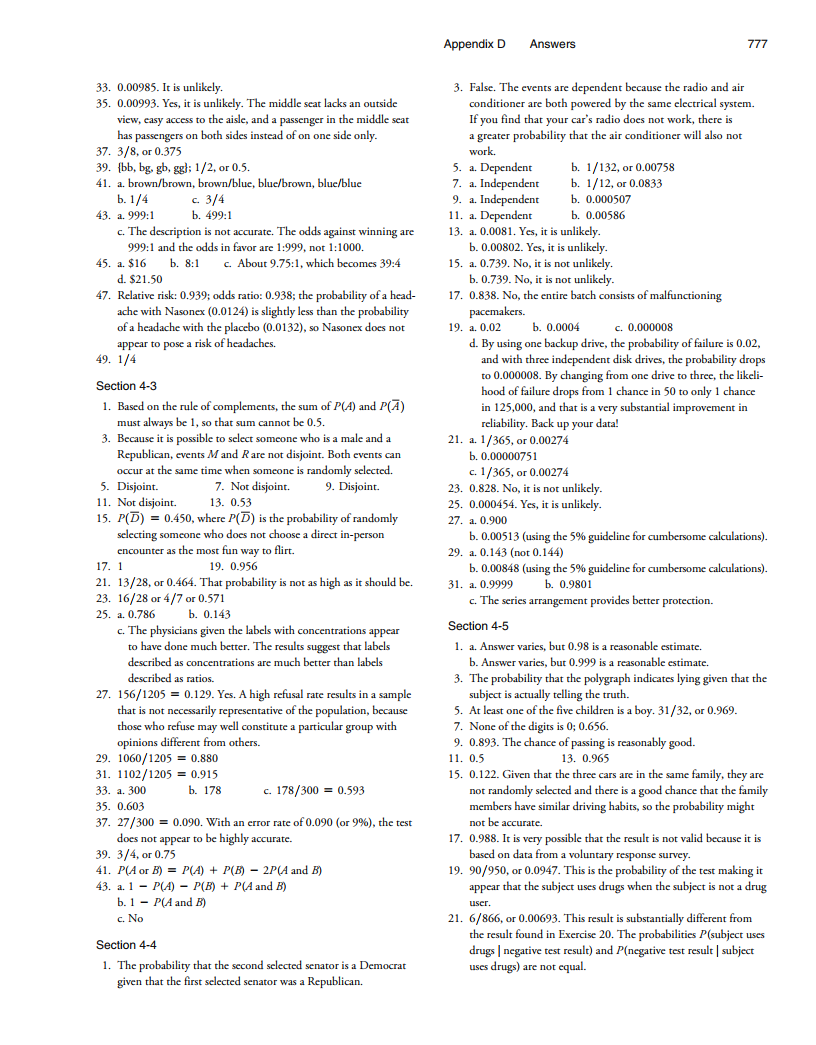 Appendix D Answers 777
33. 0.00985. It is unlikely.
35. 0.00993. Yes, it is unlikely. The middle seat lacks an outside
view, easy access to the aisle, and a passenger in the middle seat
has passengers on both sides instead of on one side only.
37. 3/8, or 0.375
39. {bb, bg, gb, gg}; 1/2, or 0.5.
41. a. brown/brown, brown/blue, blue/brown, blue/blue
b. 1/4 c. 3/4
43. a. 999:1 b. 499:1
c. The description is not accurate. The odds against winning are
999:1 and the odds in favor are 1:999, not 1:1000.
45. a. $16 b. 8:1 c. About 9.75:1, which becomes 39:4
d. $21.50
47. Relative risk: 0.939; odds ratio: 0.938; the probability of a head-
ache with Nasonex (0.0124) is slightly less than the probability
of a headache with the placebo (0.0132), so Nasonex does not
appear to pose a risk of headaches.
49. 1/4
Section 4-3
1. Based on the rule of complements, the sum of P(A) and P(A̅)
must always be 1, so that sum cannot be 0.5.
3. Because it is possible to select someone who is a male and a
Republican, events M and R are not disjoint. Both events can
occur at the same time when someone is randomly selected.
5. Disjoint. 7. Not disjoint. 9. Disjoint.
11. Not disjoint. 13. 0.53
15. P(D̅) = 0.450, where P(D̅) is the probability of randomly
selecting someone who does not choose a direct in-person
encounter as the most fun way to flirt.
17. 1 19. 0.956
21. 13/28, or 0.464. That probability is not as high as it should be.
23. 16/28 or 4/7 or 0.571
25. a. 0.786 b. 0.143
c. The physicians given the labels with concentrations appear
to have done much better. The results suggest that labels
described as concentrations are much better than labels
described as ratios.
27. 156/1205 = 0.129. Yes. A high refusal rate results in a sample
that is not necessarily representative of the population, because
those who refuse may well constitute a particular group with
opinions different from others.
29. 1060/1205 = 0.880
31. 1102/1205 = 0.915
33. a. 300 b. 178 c. 178/300 = 0.593
35. 0.603
37. 27/300 = 0.090. With an error rate of 0.090 (or 9%), the test
does not appear to be highly accurate.
39. 3/4, or 0.75
41. P(A or B) = P(A) + P(B) − 2P(A and B)
43. a. 1 − P(A) − P(B) + P(A and B)
b. 1 − P(A and B)
c. No
Section 4-4
1. The probability that the second selected senator is a Democrat
given that the first selected senator was a Republican.
3. False. The events are dependent because the radio and air
conditioner are both powered by the same electrical system.
If you find that your car's radio does not work, there is
a greater probability that the air conditioner will also not
work.
5. a. Dependent b. 1/132, or 0.00758
7. a. Independent b. 1/12, or 0.0833
9. a. Independent b. 0.000507
11. a. Dependent b. 0.00586
13. a. 0.0081. Yes, it is unlikely.
b. 0.00802. Yes, it is unlikely.
15. a. 0.739. No, it is not unlikely.
b. 0.739. No, it is not unlikely.
17. 0.838. No, the entire batch consists of malfunctioning
pacemakers.
19. a. 0.02 b. 0.0004 c. 0.000008
d. By using one backup drive, the probability of failure is 0.02,
and with three independent disk drives, the probability drops
to 0.000008. By changing from one drive to three, the likeli-
hood of failure drops from 1 chance in 50 to only 1 chance
in 125,000, and that is a very substantial improvement in
reliability. Back up your data!
21. a. 1/365, or 0.00274
b. 0.00000751
c. 1/365, or 0.00274
23. 0.828. No, it is not unlikely.
25. 0.000454. Yes, it is unlikely.
27. a. 0.900
b. 0.00513 (using the 5% guideline for cumbersome calculations).
29. a. 0.143 (not 0.144)
b. 0.00848 (using the 5% guideline for cumbersome calculations).
31. a. 0.9999 b. 0.9801
c. The series arrangement provides better protection.
Section 4-5
1. a. Answer varies, but 0.98 is a reasonable estimate.
b. Answer varies, but 0.999 is a reasonable estimate.
3. The probability that the polygraph indicates lying given that the
subject is actually telling the truth.
5. At least one of the five children is a boy. 31/32, or 0.969.
7. None of the digits is 0; 0.656.
9. 0.893. The chance of passing is reasonably good.
11. 0.5 13. 0.965
15. 0.122. Given that the three cars are in the same family, they are
not randomly selected and there is a good chance that the family
members have similar driving habits, so the probability might
not be accurate.
17. 0.988. It is very possible that the result is not valid because it is
based on data from a voluntary response survey.
19. 90/950, or 0.0947. This is the probability of the test making it
appear that the subject uses drugs when the subject is not a drug
user.
21. 6/866, or 0.00693. This result is substantially different from
the result found in Exercise 20. The probabilities P(subject uses
drugs | negative test result) and P(negative test result | subject
uses drugs) are not equal.